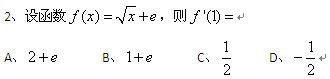 2、设函数 f(x)=√x+e，则 f'(1)=↵
A、2+e B、1+e C、1/2 D、-1/2↵